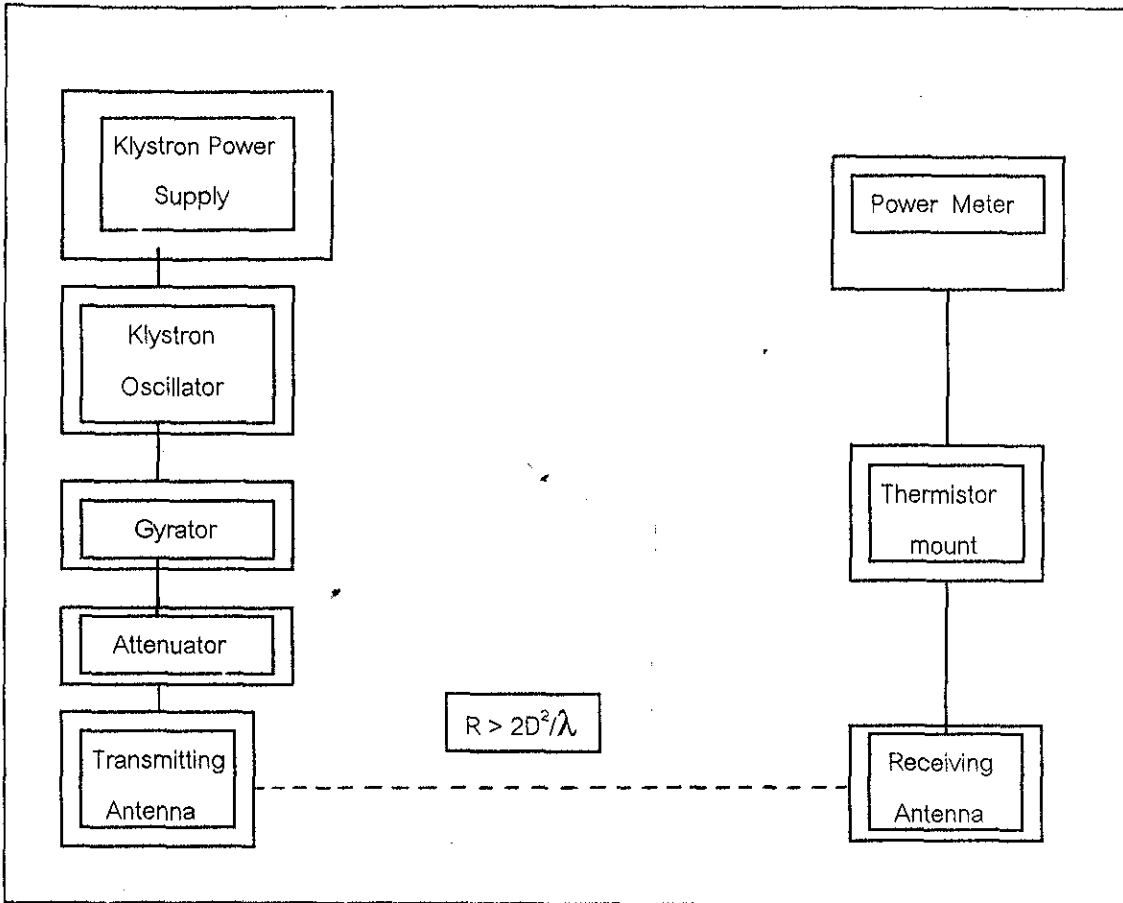 Klystron Power
Supply
Klystron
Oscillator
Gyrator
Attenuator
Transmitting
Antenna
R > 2D²/λ
Power Meter
Thermistor
mount
Receiving
Antenna